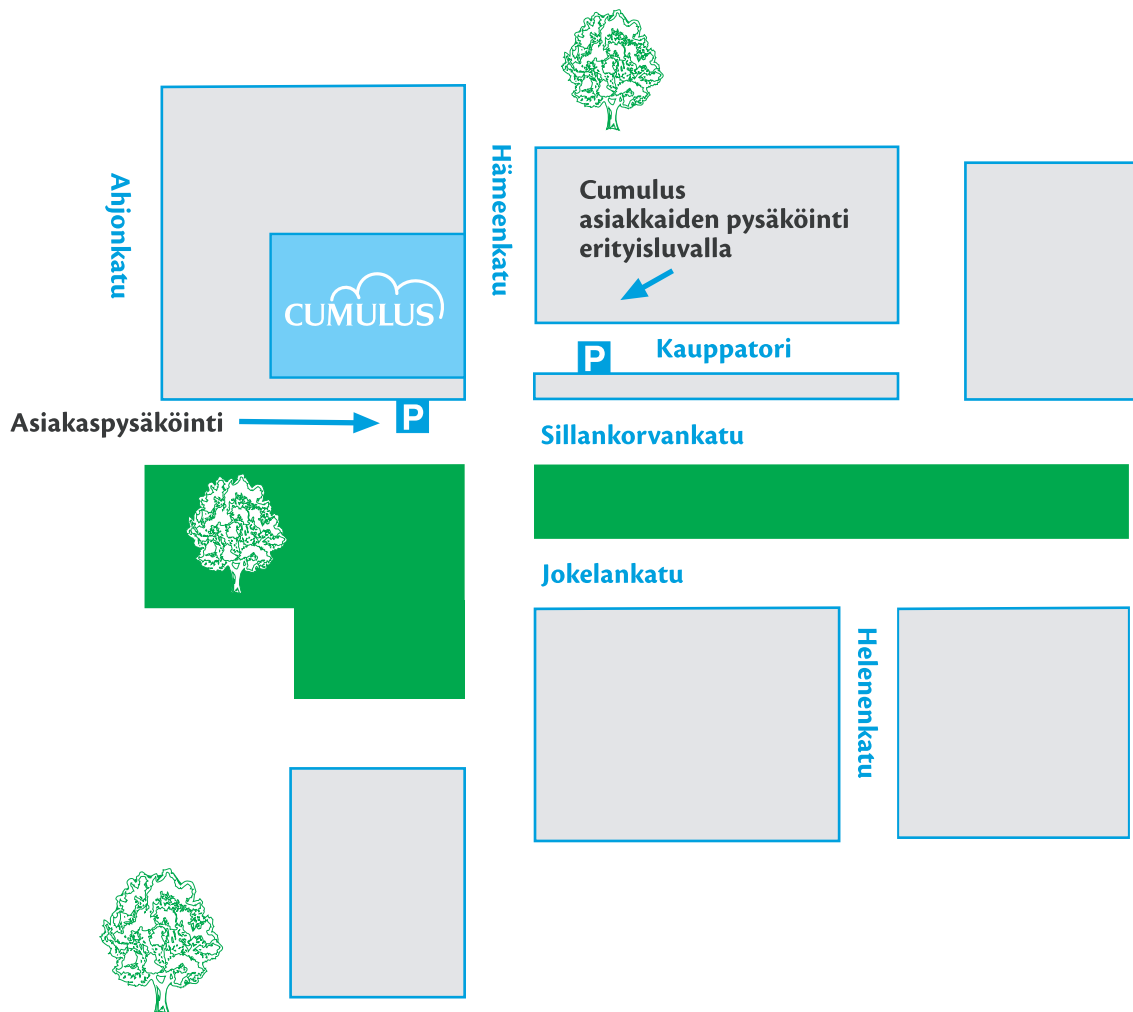 Ahjonkatu
Hämeenkatu
Cumulus
asiakkaiden pysäköinti
erityisluvalla
CUMULUS
P
Kauppatori
Asiakaspysäköinti
P
Sillankorvankatu
Jokelankatu
Helenenkatu